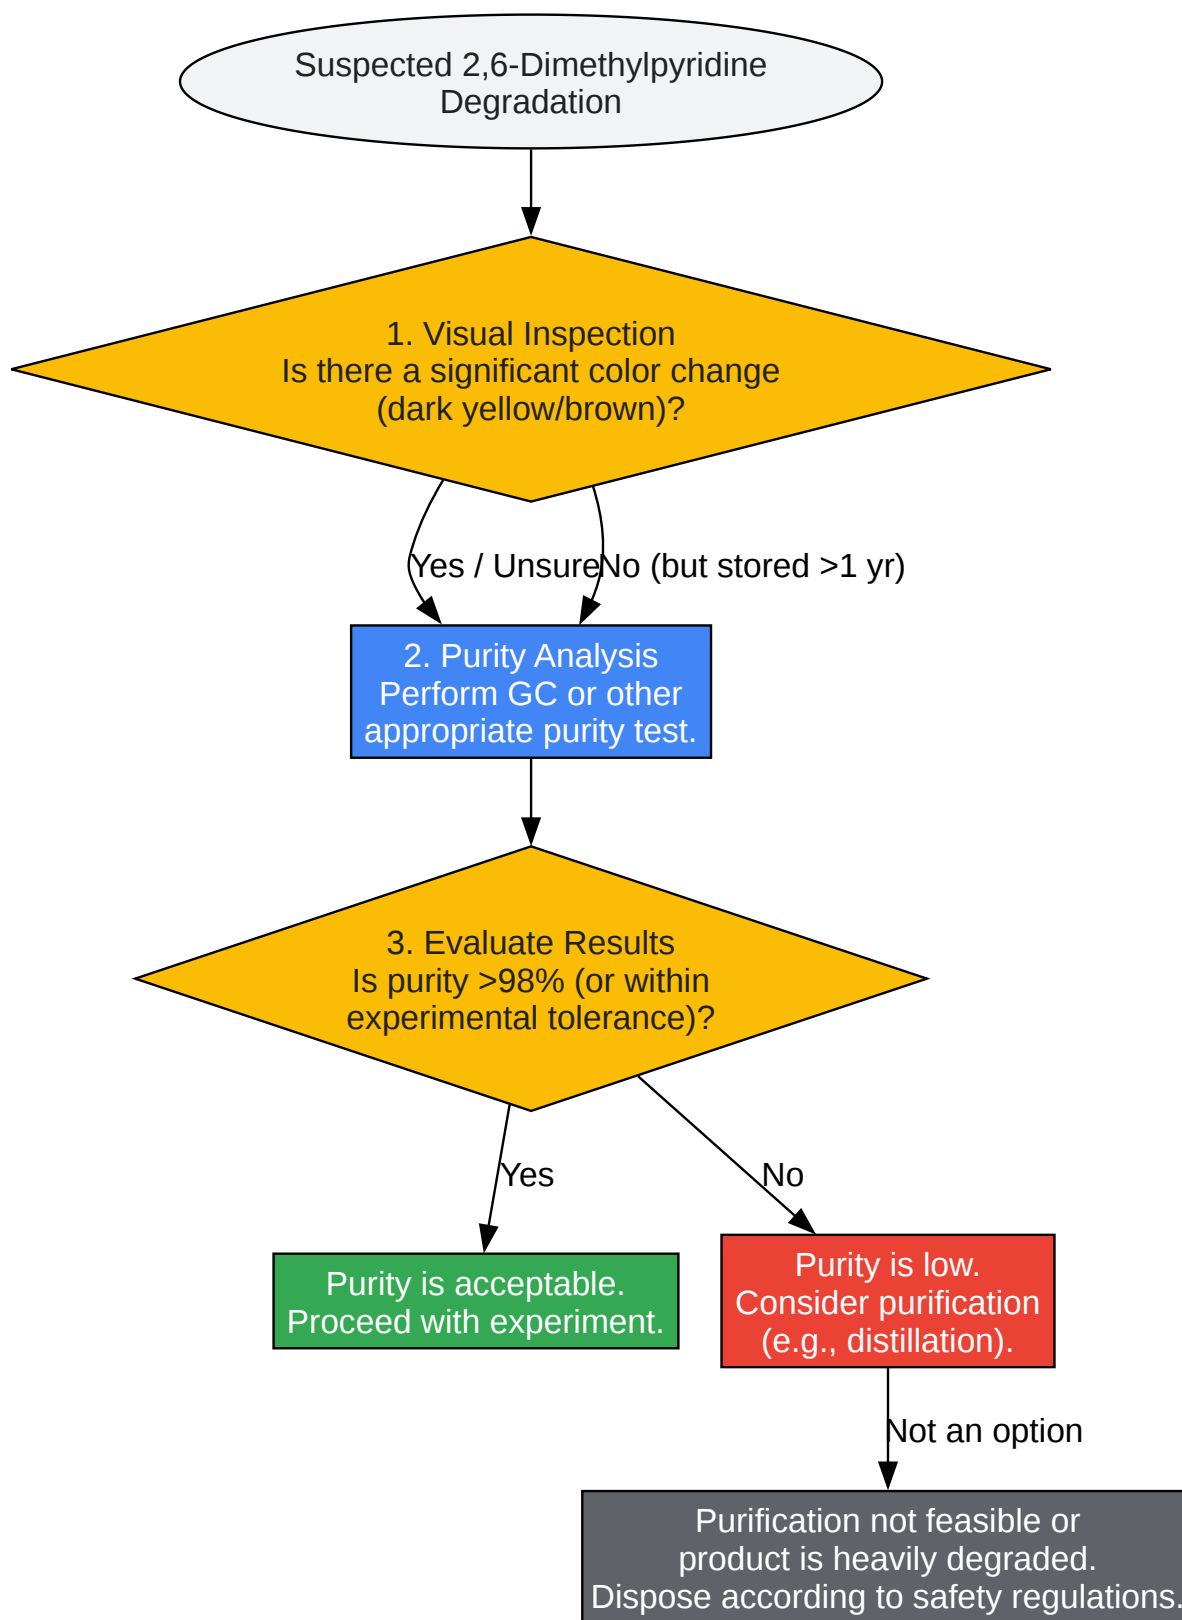 Suspected 2,6-Dimethylpyridine
Degradation
1. Visual Inspection
Is there a significant color change
(dark yellow/brown)?
Yes / Unsure
No (but stored >1 yr)
2. Purity Analysis
Perform GC or other
appropriate purity test.
3. Evaluate Results
Is purity >98% (or within
experimental tolerance)?
Yes
No
Purity is acceptable.
Proceed with experiment.
Purity is low.
Consider purification
(e.g., distillation).
Not an option
Purification not feasible or
product is heavily degraded.
Dispose according to safety regulations.